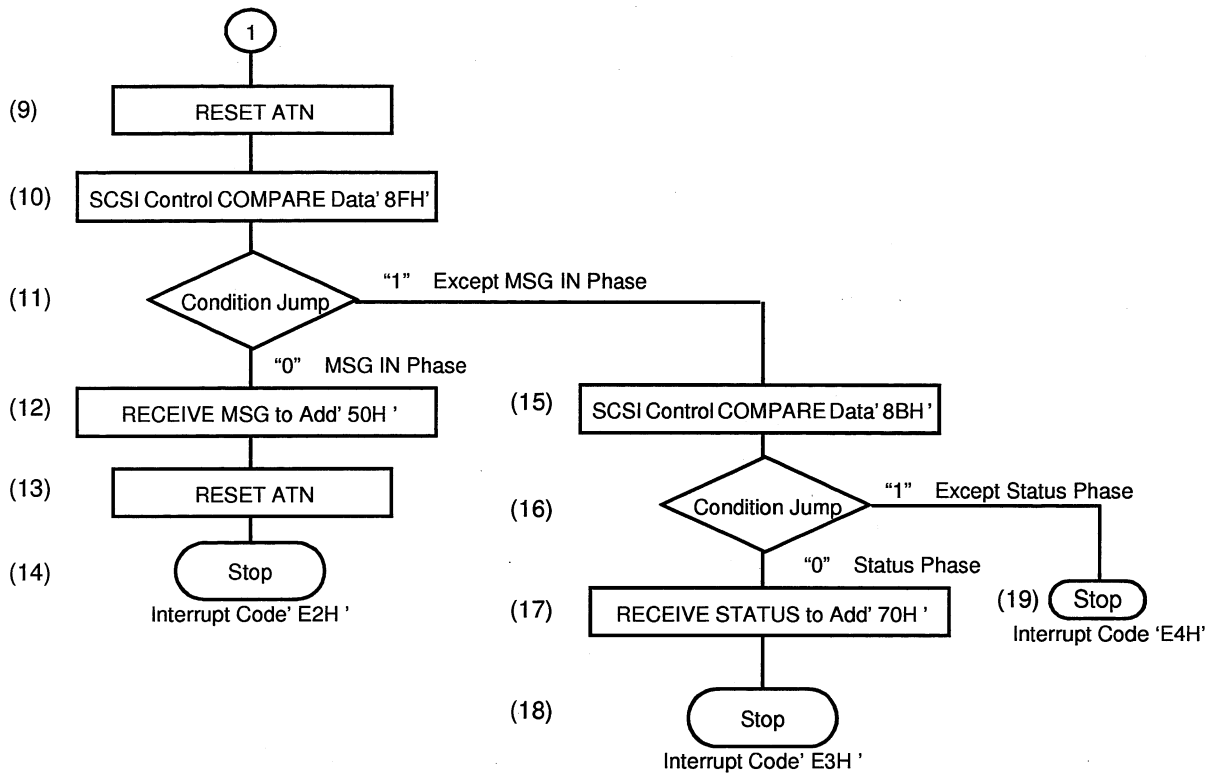 1
(9) RESET ATN
(10) SCSI Control COMPARE Data' 8FH'
(11) Condition Jump
"1" Except MSG IN Phase
"0" MSG IN Phase
(12) RECEIVE MSG to Add' 50H '
(13) RESET ATN
(14) Stop
Interrupt Code' E2H '
(15) SCSI Control COMPARE Data' 8BH '
(16) Condition Jump
"1" Except Status Phase
"0" Status Phase
(17) RECEIVE STATUS to Add' 70H '
(18) Stop
Interrupt Code' E3H '
(19) Stop
Interrupt Code 'E4H'